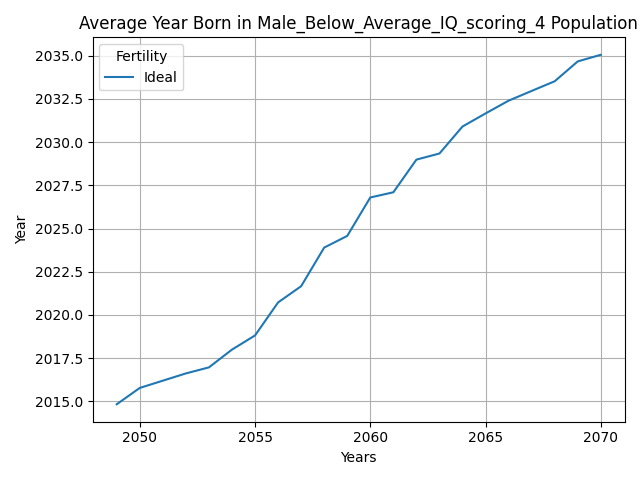 Average Year Born in Male_Below_Average_IQ_scoring_4 Population
Fertility
Ideal
2035.0
2032.5
2030.0
2027.5
2025.0
2022.5
2020.0
2017.5
2015.0
Year
2050 2055 2060 2065 2070
Years